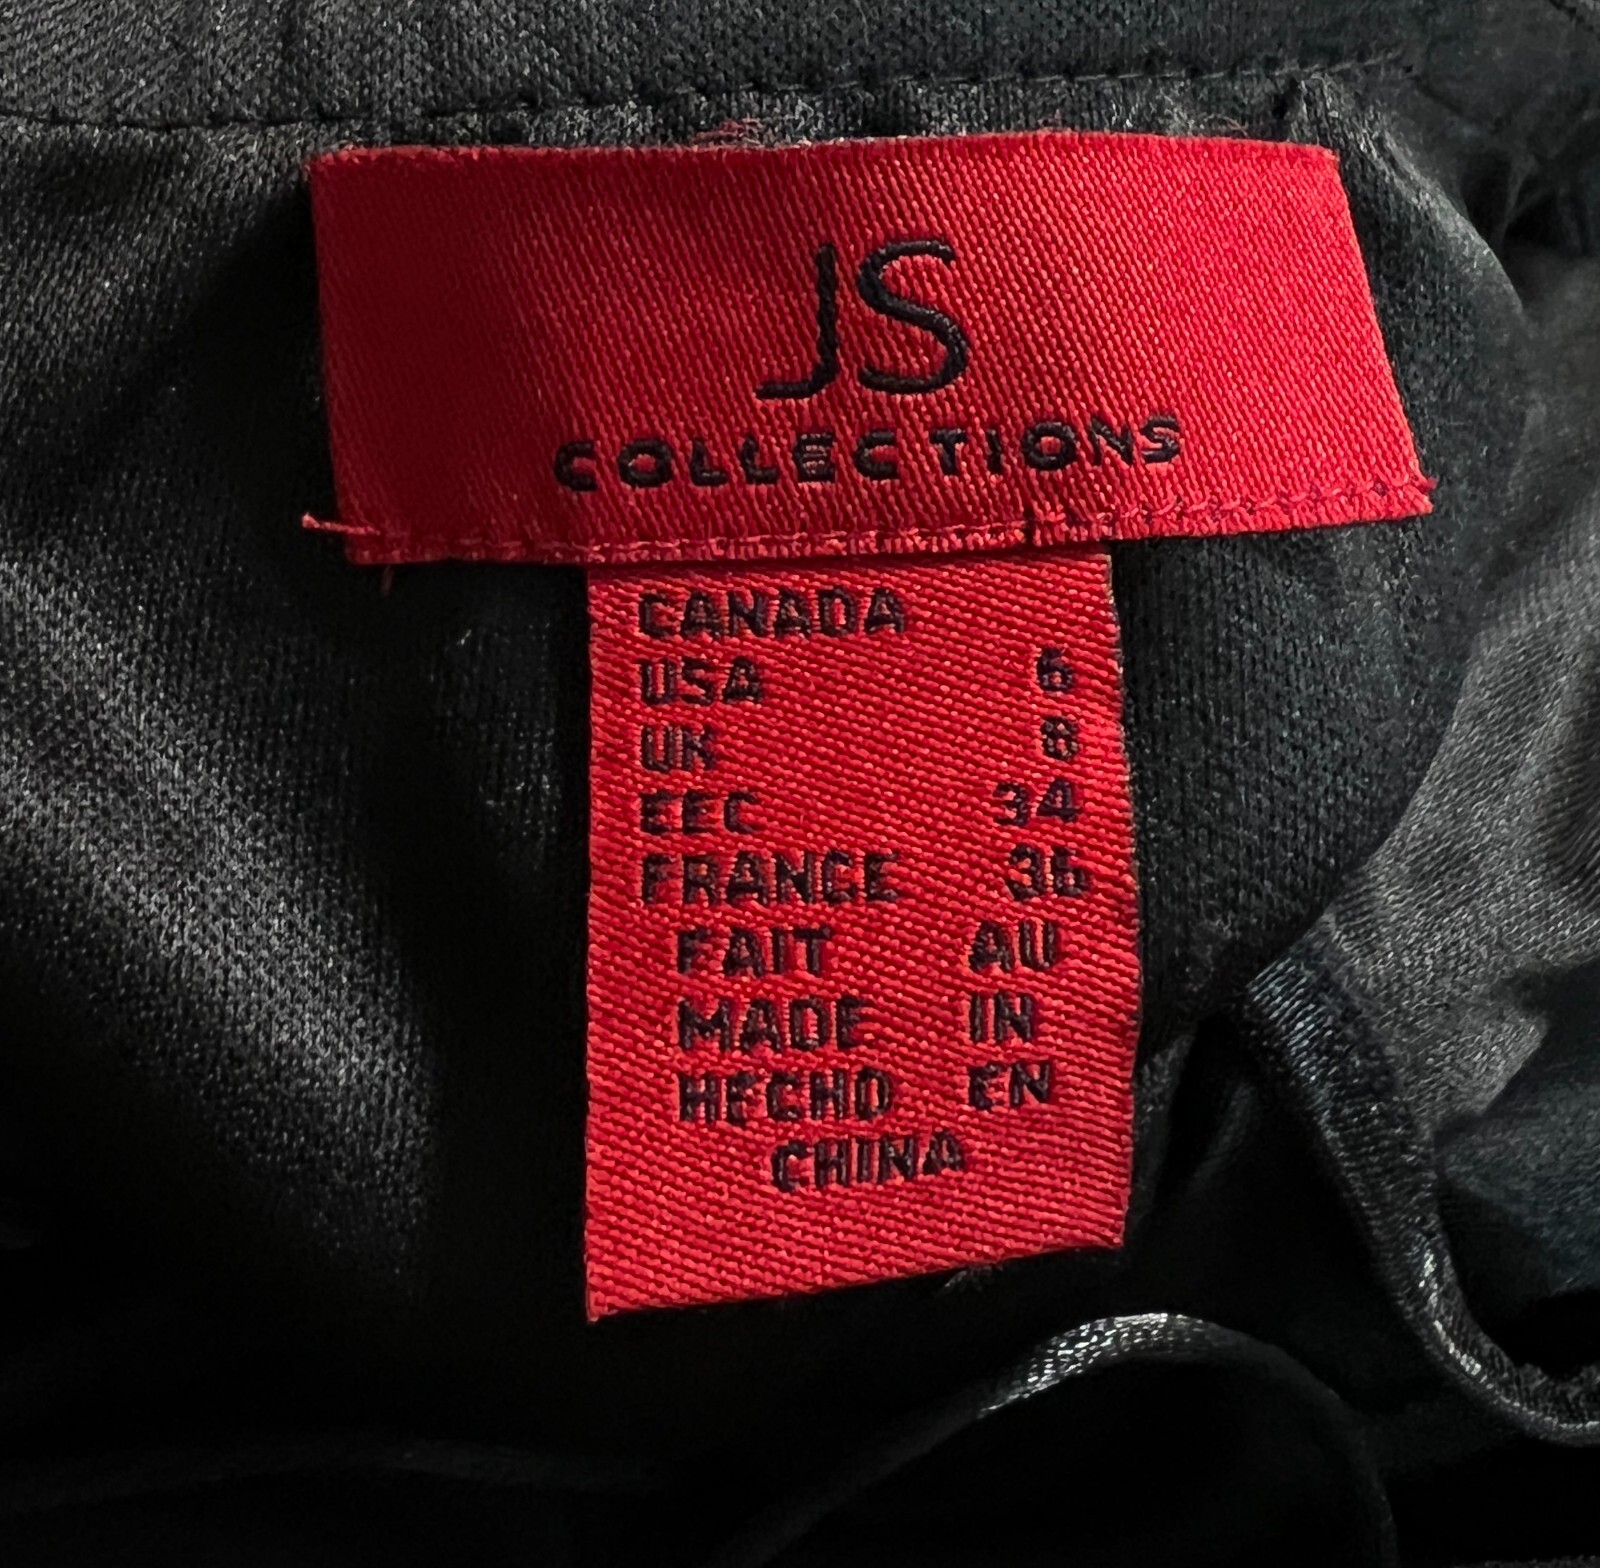 JS
COLLECTIONS
CANADA
USA 6
UK 8
EEC 34
FRANCE 36
FAIT AU
MADE IN
HECHO EN
CHINA